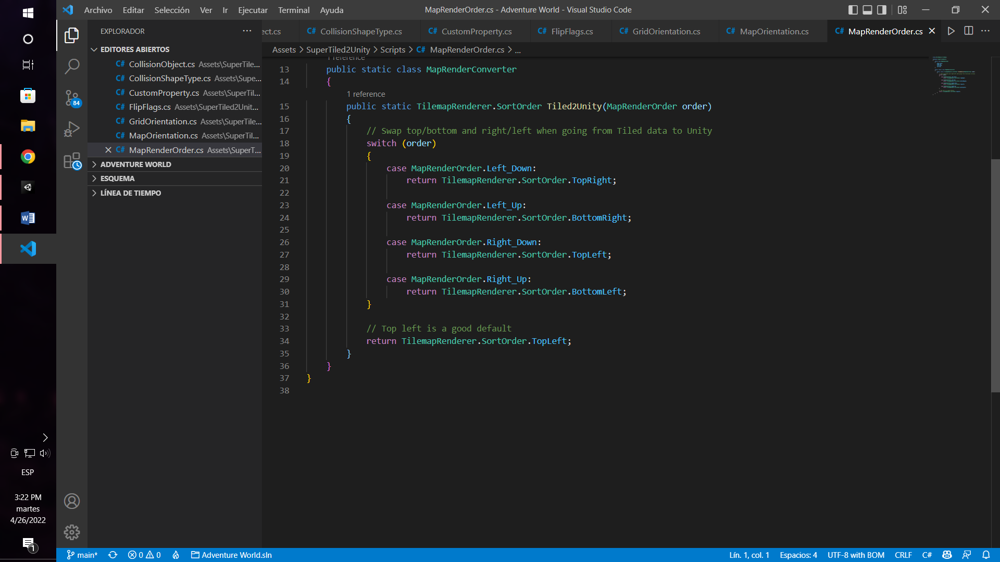 Archivo Editar Selección Ver Ir Ejecutar Terminal Ayuda
MapRenderOrder.cs - Adventure World - Visual Studio Code
EXPLORADOR
EDITORES ABIERTOS
C# CollisionObject.cs Assets\SuperTile...
C# CollisionShapeType.cs Assets\Supe...
C# CustomProperty.cs Assets\SuperTil...
C# FlipFlags.cs Assets\SuperTiled2Unit...
C# GridOrientation.cs Assets\SuperTile...
C# MapOrientation.cs Assets\SuperTil...
C# MapRenderOrder.cs Assets\SuperT...
ADVENTURE WORLD
ESQUEMA
LÍNEA DE TIEMPO
84
ect.cs C# CollisionShapeType.cs C# CustomProperty.cs C# FlipFlags.cs C# GridOrientation.cs C# MapOrientation.cs C# MapRenderOrder.cs
Assets > SuperTiled2Unity > Scripts > C# MapRenderOrder.cs > ...
1 reference
13 public static class MapRenderConverter
14 {
1 reference
15 public static TilemapRenderer.SortOrder Tiled2Unity(MapRenderOrder order)
16 {
17 // Swap top/bottom and right/left when going from Tiled data to Unity
18 switch (order)
19 {
20 case MapRenderOrder.Left_Down:
21 return TilemapRenderer.SortOrder.TopRight;
22
23 case MapRenderOrder.Left_Up:
24 return TilemapRenderer.SortOrder.BottomRight;
25
26 case MapRenderOrder.Right_Down:
27 return TilemapRenderer.SortOrder.TopLeft;
28
29 case MapRenderOrder.Right_Up:
30 return TilemapRenderer.SortOrder.BottomLeft;
31 }
32
33 // Top left is a good default
34 return TilemapRenderer.SortOrder.TopLeft;
35 }
36 }
37 }
38
ESP
3:22 PM
martes
4/26/2022
1
main* 0 0 Adventure World.sln
Lín. 1, col. 1 Espacios: 4 UTF-8 with BOM CRLF C#